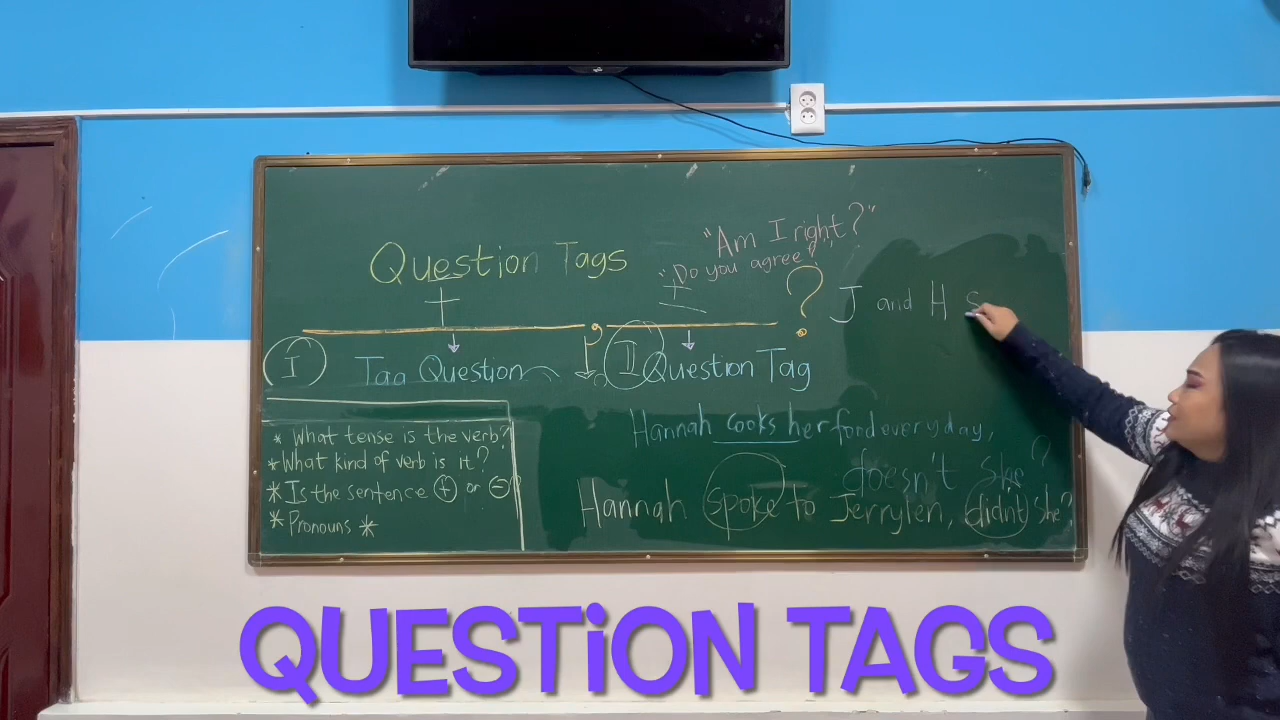 "Am I right?"
Question Tags
"Do you agree?"
+
?
J and H S
I Tag Question , II Question Tag
Hannah cooks her food everyday,
doesn't she?
* What tense is the verb?
* What kind of verb is it?
* Is the sentence + or -?
* Pronouns *
Hannah spoke to Jerrylen, didn't she?
QUESTiON TAGS